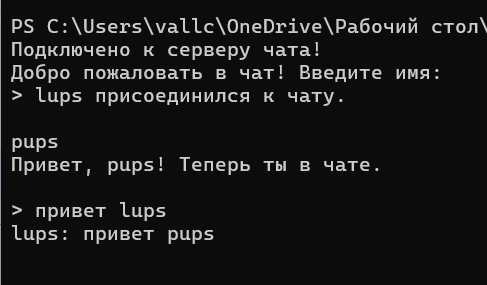 PS C:\Users\vallc\OneDrive\Рабочий стол\
Подключено к серверу чата!
Добро пожаловать в чат! Введите имя:
> lups присоединился к чату.
pups
Привет, pups! Теперь ты в чате.
> привет lups
lups: привет pups